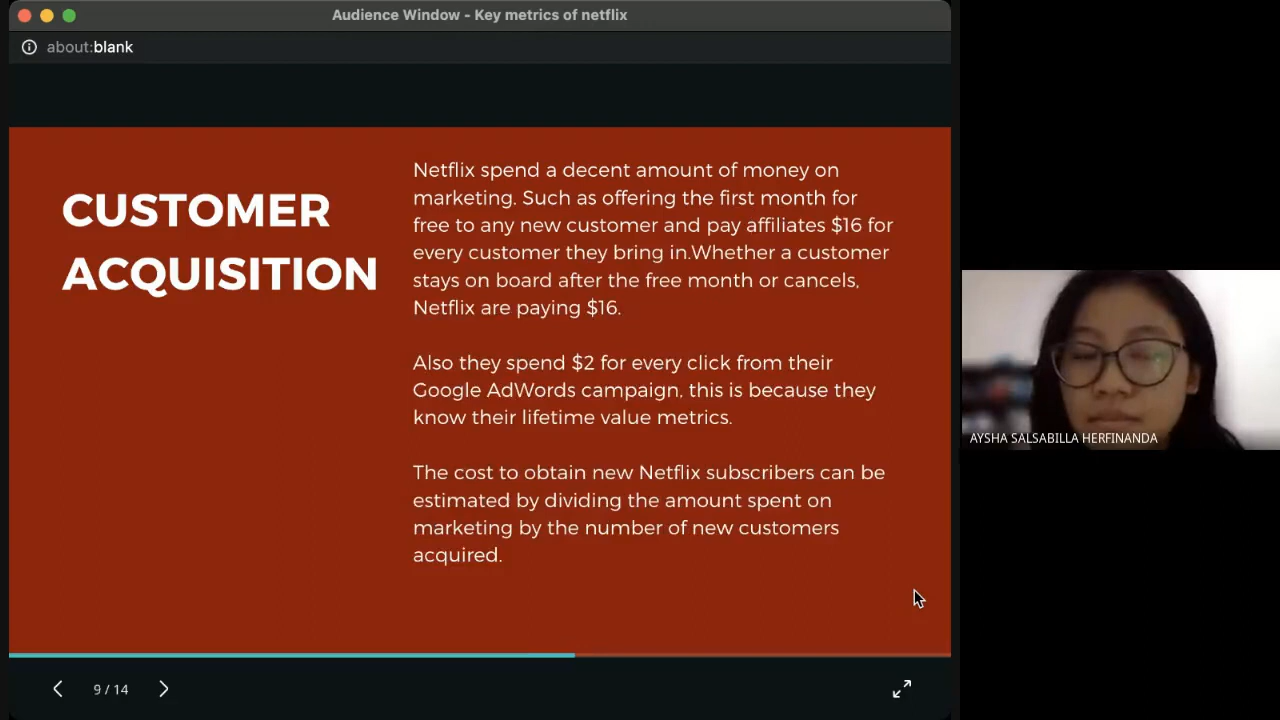 Audience Window - Key metrics of netflix
about:blank
CUSTOMER
ACQUISITION
Netflix spend a decent amount of money on
marketing. Such as offering the first month for
free to any new customer and pay affiliates $16 for
every customer they bring in.Whether a customer
stays on board after the free month or cancels,
Netflix are paying $16.
Also they spend $2 for every click from their
Google AdWords campaign, this is because they
know their lifetime value metrics.
The cost to obtain new Netflix subscribers can be
estimated by dividing the amount spent on
marketing by the number of new customers
acquired.
9 / 14
AYSHA SALSABILLA HERFINANDA